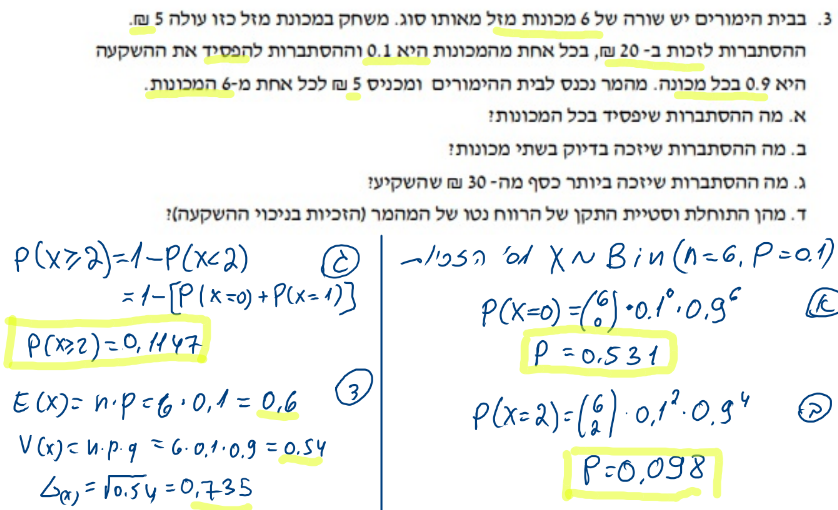 3. בבית הימורים יש שורה של 6 מכונות מזל מאותו סוג. משחק במכונת מזל כזו עולה 5 ₪.
ההסתברות לזכות ב- 20 ₪, בכל אחת מהמכונות היא 0.1 וההסתברות להפסיד את ההשקעה
היא 0.9 בכל מכונה. מהמר נכנס לבית ההימורים ומכניס 5 ₪ לכל אחת מ-6 המכונות.
א. מה ההסתברות שיפסיד בכל המכונות?
ב. מה ההסתברות שיזכה בדיוק בשתי מכונות?
ג. מה ההסתברות שיזכה ביותר כסף מה- 30 ₪ שהשקיע?
ד. מהן התוחלת וסטיית התקן של הרווח נטו של המהמר (הזכיות בניכוי ההשקעה)?
מס' הזכיות X ~ Bin(n=6, P=0.1)
א P(X=0) = (6 0) · 0.1⁰ · 0.9⁶
P = 0.531
ב P(X=2) = (6 2) · 0.1² · 0.9⁴
P=0,098
ג P(X≥2)=1-P(X<2)
=1-[P(X=0)+P(X=1)]
P(X≥2)=0,1147
ד E(X)= n·p = 6·0,1 = 0,6
V(x)= n·p·q = 6·0.1·0.9 = 0.54
(x) = √0.54 = 0,735